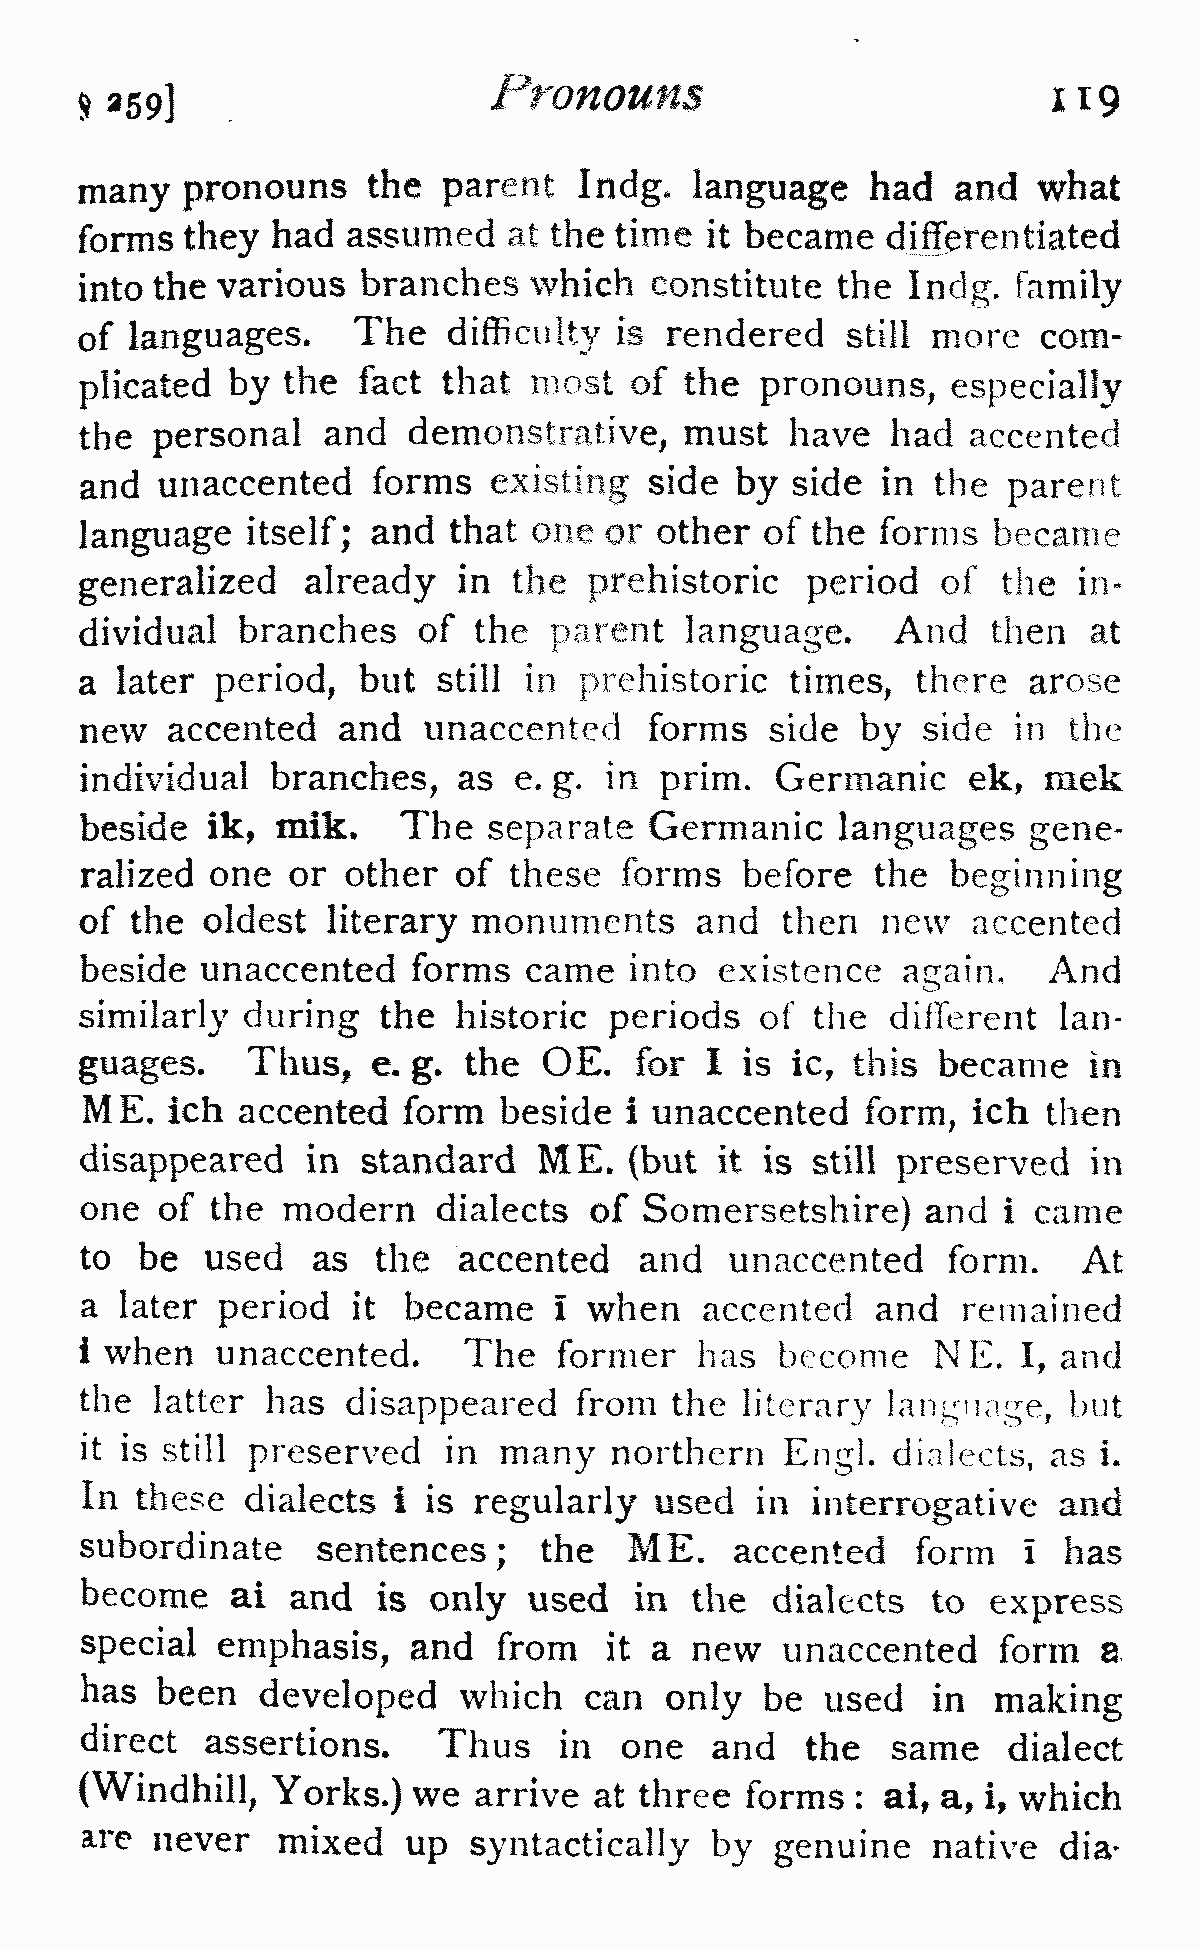 § 259] Pronouns 119
many pronouns the parent Indg. language had and what
forms they had assumed at the time it became differentiated
into the various branches which constitute the Indg. family
of languages. The difficulty is rendered still more com-
plicated by the fact that most of the pronouns, especially
the personal and demonstrative, must have had accented
and unaccented forms existing side by side in the parent
language itself; and that one or other of the forms became
generalized already in the prehistoric period of the in-
dividual branches of the parent language. And then at
a later period, but still in prehistoric times, there arose
new accented and unaccented forms side by side in the
individual branches, as e. g. in prim. Germanic ek, mek
beside ik, mik. The separate Germanic languages gene-
ralized one or other of these forms before the beginning
of the oldest literary monuments and then new accented
beside unaccented forms came into existence again. And
similarly during the historic periods of the different lan-
guages. Thus, e. g. the OE. for I is ic, this became in
ME. ich accented form beside i unaccented form, ich then
disappeared in standard ME. (but it is still preserved in
one of the modern dialects of Somersetshire) and i came
to be used as the accented and unaccented form. At
a later period it became ī when accented and remained
i when unaccented. The former has become NE. I, and
the latter has disappeared from the literary language, but
it is still preserved in many northern Engl. dialects, as i.
In these dialects i is regularly used in interrogative and
subordinate sentences; the ME. accented form ī has
become ai and is only used in the dialects to express
special emphasis, and from it a new unaccented form a
has been developed which can only be used in making
direct assertions. Thus in one and the same dialect
(Windhill, Yorks.) we arrive at three forms: ai, a, i, which
are never mixed up syntactically by genuine native dia-